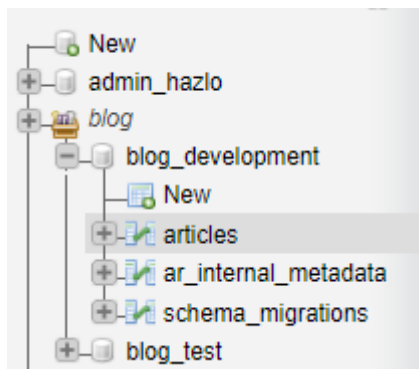 New
admin_hazlo
blog
blog_development
New
articles
ar_internal_metadata
schema_migrations
blog_test